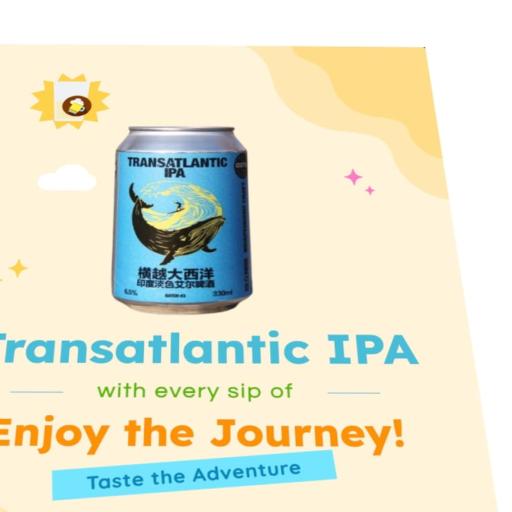 TRANSATLANTIC
IPA
横越大西洋
印度淡色艾尔啤酒
6.5%
330ml
Transatlantic IPA
with every sip of
Enjoy the Journey!
Taste the Adventure